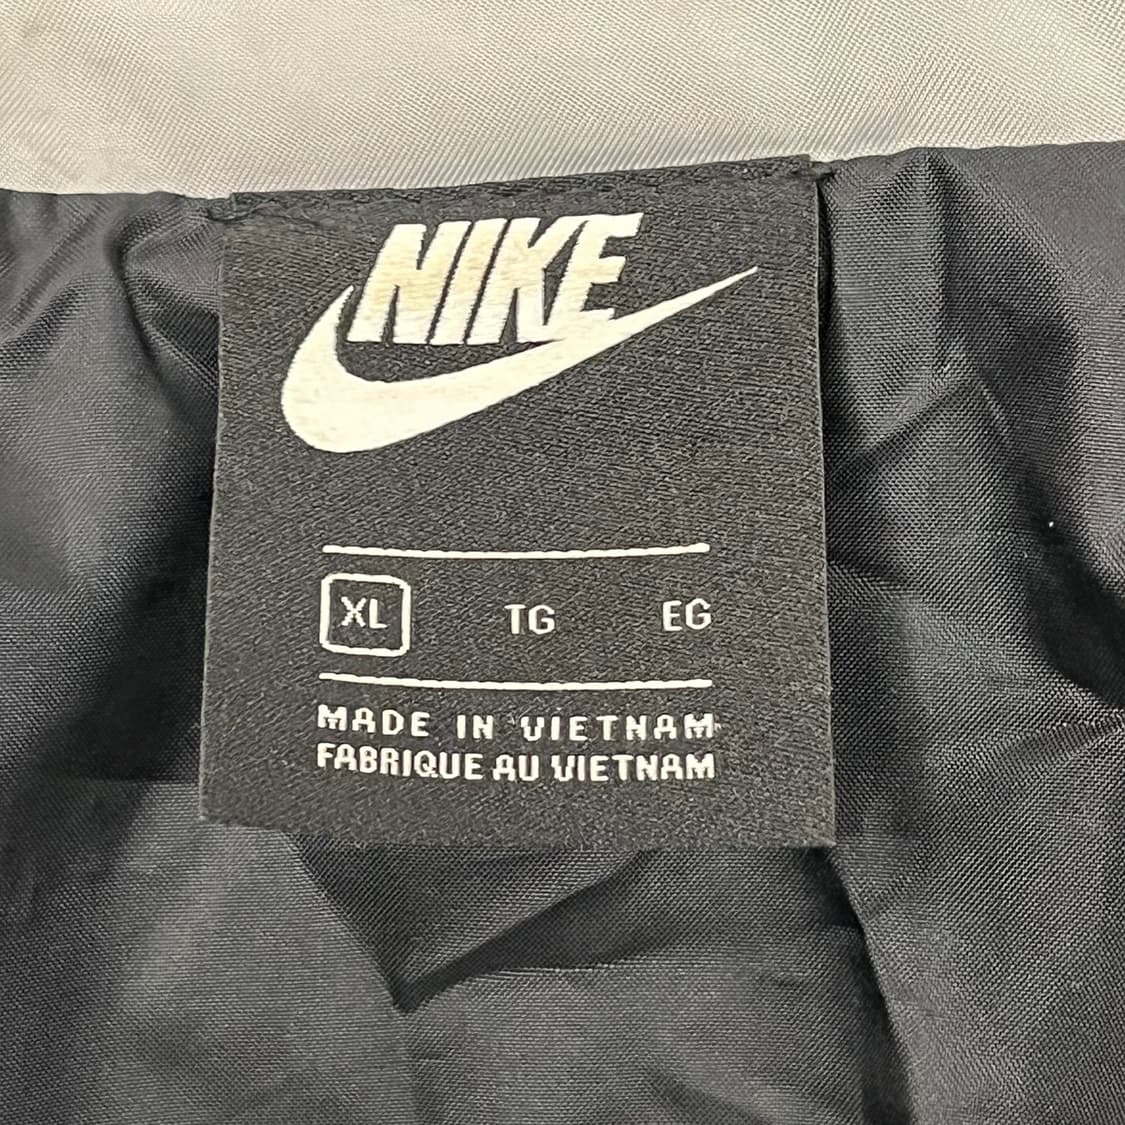 NIKE
XL TG EG
MADE IN VIETNAM
FABRIQUE AU VIETNAM